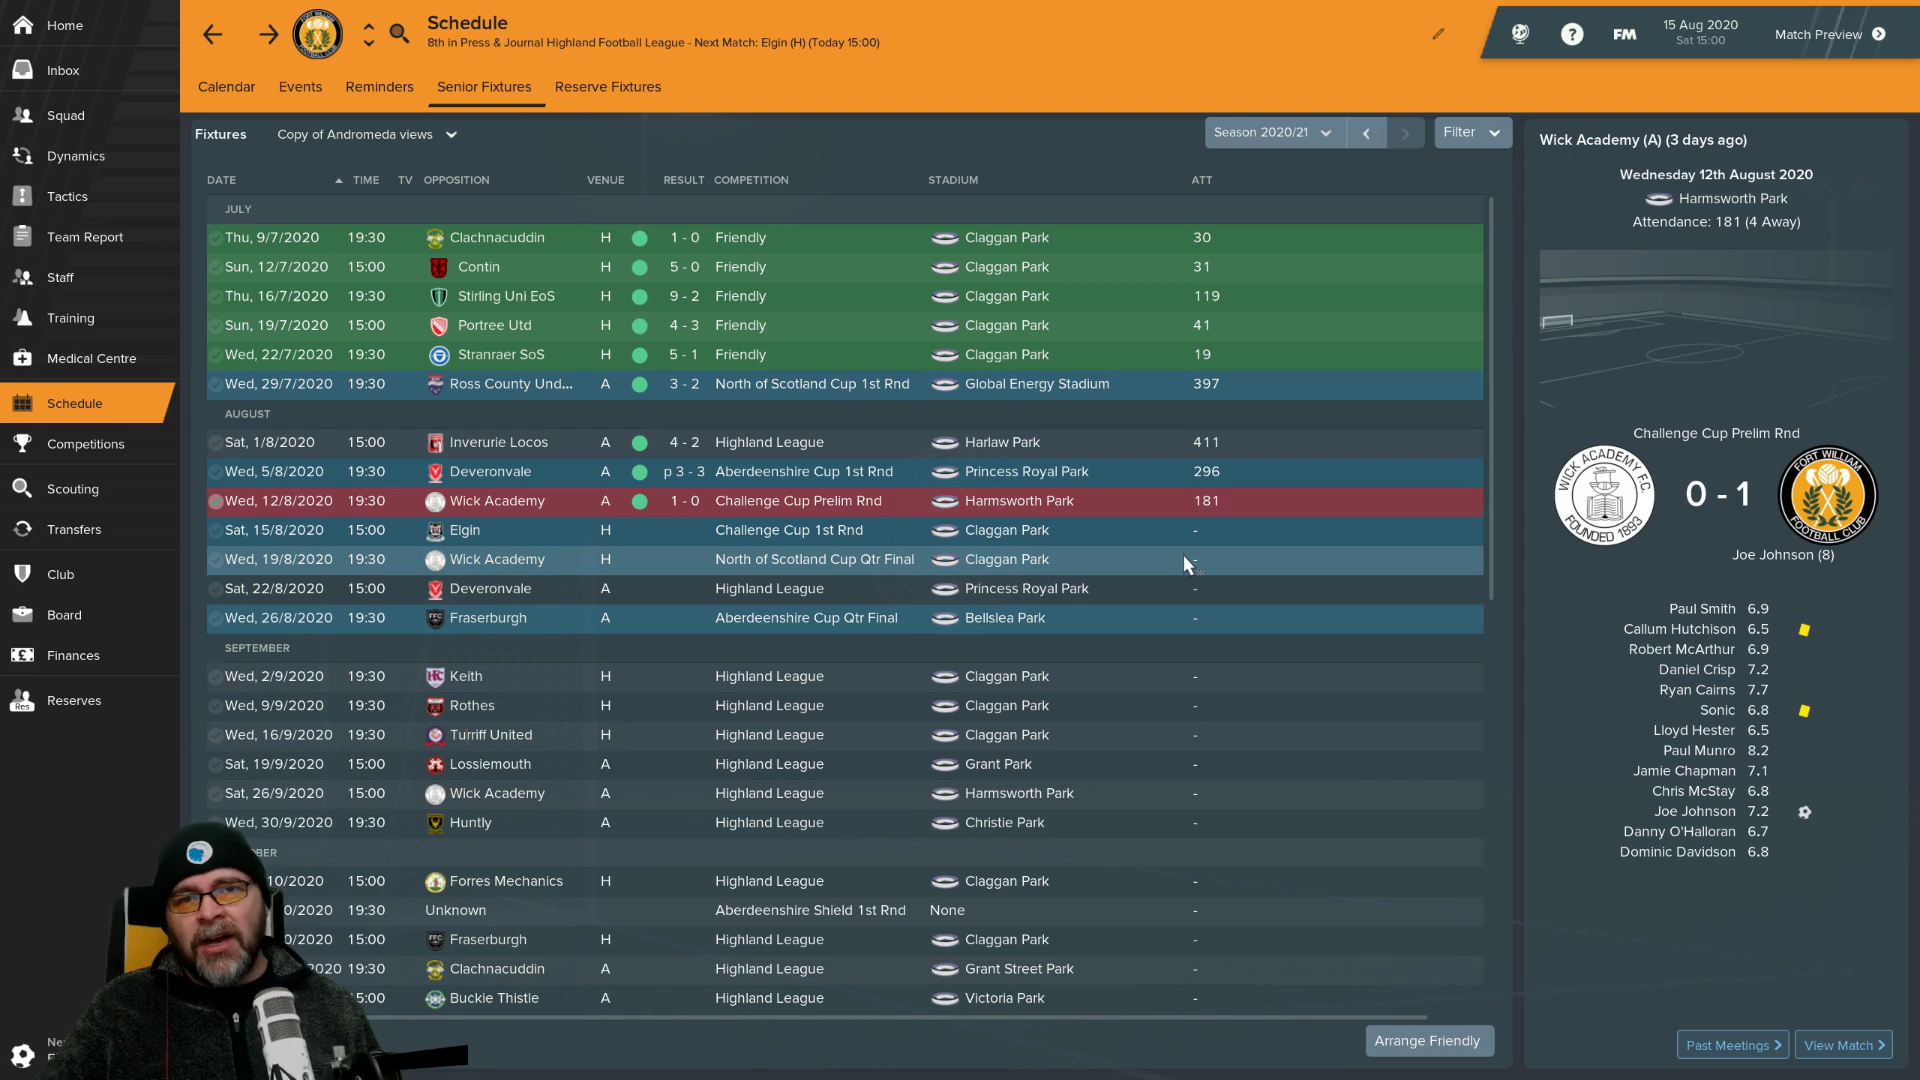 Home
Inbox
Squad
Dynamics
Tactics
Team Report
Staff
Training
Medical Centre
Schedule
Competitions
Scouting
Transfers
Club
Board
Finances
Res
Reserves
FORT WILLIAM
FOOTBALL CLUB
Schedule
8th in Press & Journal Highland Football League - Next Match: Elgin (H) (Today 15:00)
?
FM
15 Aug 2020
Sat 15:00
Match Preview
Calendar Events Reminders Senior Fixtures Reserve Fixtures
Fixtures Copy of Andromeda views
Season 2020/21
Filter
DATE TIME TV OPPOSITION VENUE RESULT COMPETITION STADIUM ATT
JULY
Thu, 9/7/2020 19:30 Clachnacuddin H 1 - 0 Friendly Claggan Park 30
Sun, 12/7/2020 15:00 Contin H 5 - 0 Friendly Claggan Park 31
Thu, 16/7/2020 19:30 Stirling Uni EoS H 9 - 2 Friendly Claggan Park 119
Sun, 19/7/2020 15:00 Portree Utd H 4 - 3 Friendly Claggan Park 41
Wed, 22/7/2020 19:30 Stranraer SoS H 5 - 1 Friendly Claggan Park 19
Wed, 29/7/2020 19:30 Ross County Und... A 3 - 2 North of Scotland Cup 1st Rnd Global Energy Stadium 397
AUGUST
Sat, 1/8/2020 15:00 Inverurie Locos A 4 - 2 Highland League Harlaw Park 411
Wed, 5/8/2020 19:30 Deveronvale A p 3 - 3 Aberdeenshire Cup 1st Rnd Princess Royal Park 296
Wed, 12/8/2020 19:30 Wick Academy A 1 - 0 Challenge Cup Prelim Rnd Harmsworth Park 181
Sat, 15/8/2020 15:00 Elgin H Challenge Cup 1st Rnd Claggan Park -
Wed, 19/8/2020 19:30 Wick Academy H North of Scotland Cup Qtr Final Claggan Park -
Sat, 22/8/2020 15:00 Deveronvale A Highland League Princess Royal Park -
Wed, 26/8/2020 19:30 Fraserburgh A Aberdeenshire Cup Qtr Final Bellslea Park -
SEPTEMBER
Wed, 2/9/2020 19:30 Keith H Highland League Claggan Park -
Wed, 9/9/2020 19:30 Rothes H Highland League Claggan Park -
Wed, 16/9/2020 19:30 Turriff United H Highland League Claggan Park -
Sat, 19/9/2020 15:00 Lossiemouth A Highland League Grant Park -
Sat, 26/9/2020 15:00 Wick Academy A Highland League Harmsworth Park -
Wed, 30/9/2020 19:30 Huntly A Highland League Christie Park -
OBER
10/2020 15:00 Forres Mechanics H Highland League Claggan Park -
0/2020 19:30 Unknown Aberdeenshire Shield 1st Rnd None -
0/2020 15:00 Fraserburgh H Highland League Claggan Park -
2020 19:30 Clachnacuddin A Highland League Grant Street Park -
5:00 Buckie Thistle A Highland League Victoria Park -
Arrange Friendly
Wick Academy (A) (3 days ago)
Wednesday 12th August 2020
Harmsworth Park
Attendance: 181 (4 Away)
Challenge Cup Prelim Rnd
WICK ACADEMY F.C.
FOUNDED 1893
0 - 1
FORT WILLIAM
FOOTBALL CLUB
Joe Johnson (8)
Paul Smith 6.9
Callum Hutchison 6.5
Robert McArthur 6.9
Daniel Crisp 7.2
Ryan Cairns 7.7
Sonic 6.8
Lloyd Hester 6.5
Paul Munro 8.2
Jamie Chapman 7.1
Chris McStay 6.8
Joe Johnson 7.2
Danny O'Halloran 6.7
Dominic Davidson 6.8
Past Meetings
View Match